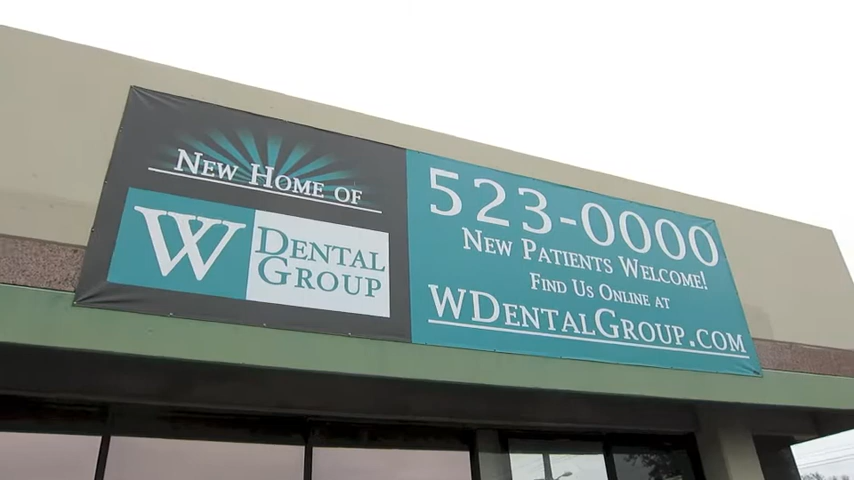 New Home of
W Dental
Group
523-0000
New Patients Welcome!
Find Us Online at
WDentalGroup.com